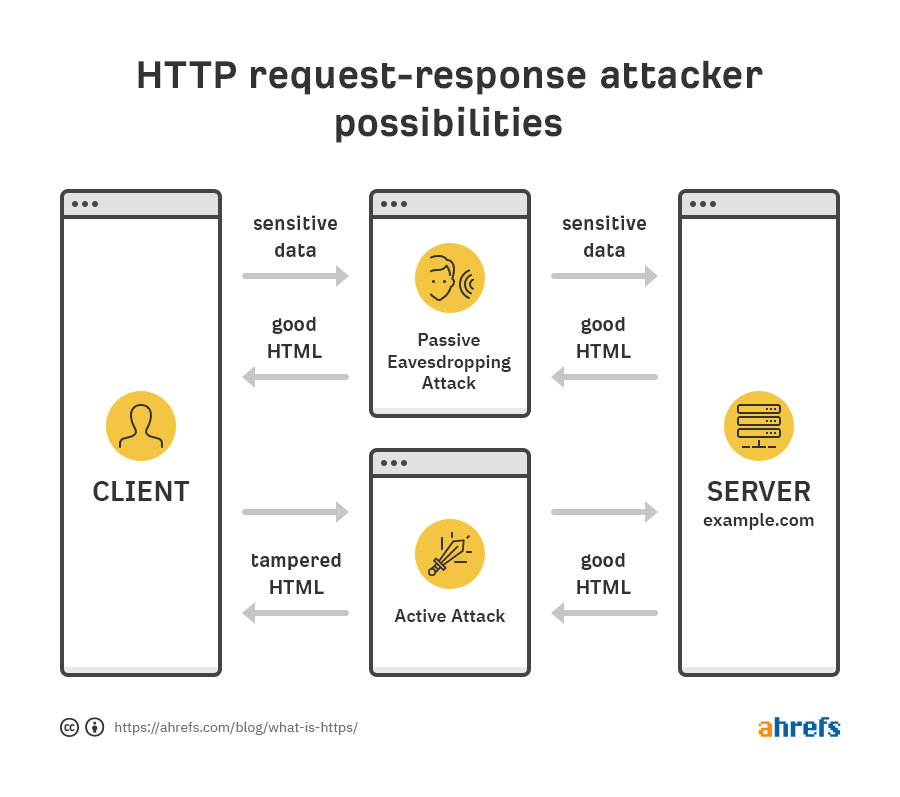 HTTP request-response attacker
possibilities
sensitive
data
good
HTML
Passive
Eavesdropping
Attack
sensitive
data
good
HTML
CLIENT
tampered
HTML
Active Attack
good
HTML
SERVER
example.com
cc
https://ahrefs.com/blog/what-is-https/
ahrefs